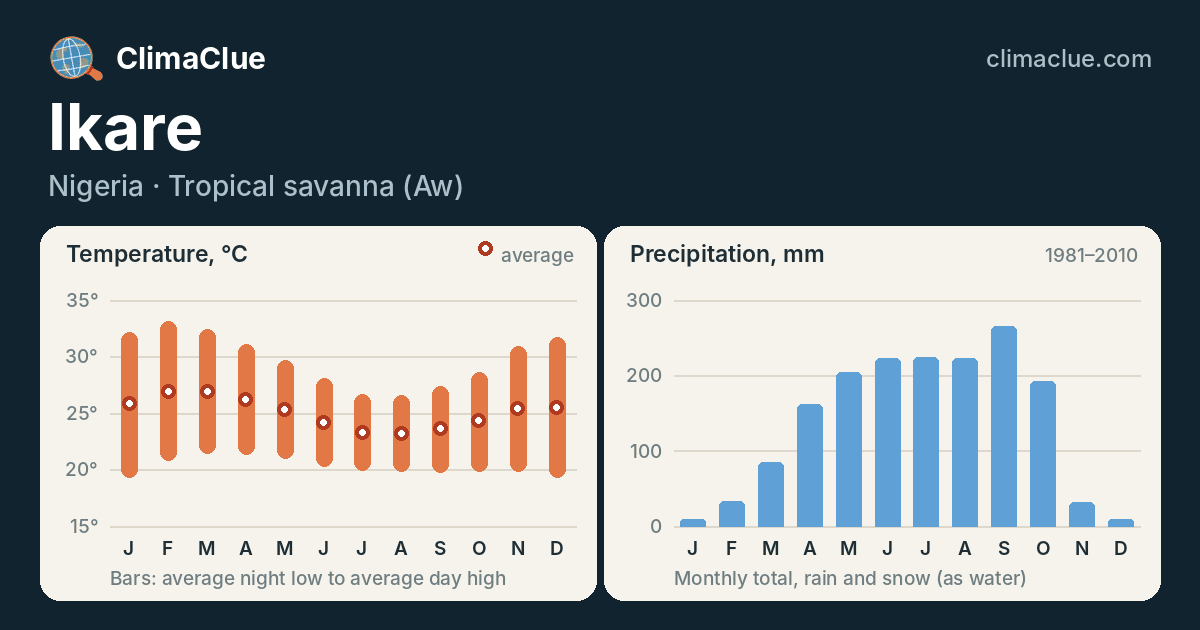 ClimaClue
climaclue.com
Ikare
Nigeria · Tropical savanna (Aw)
Temperature, °C
average
35°
30°
25°
20°
15°
J F M A M J J A S O N D
Bars: average night low to average day high
Precipitation, mm
1981–2010
300
200
100
0
J F M A M J J A S O N D
Monthly total, rain and snow (as water)